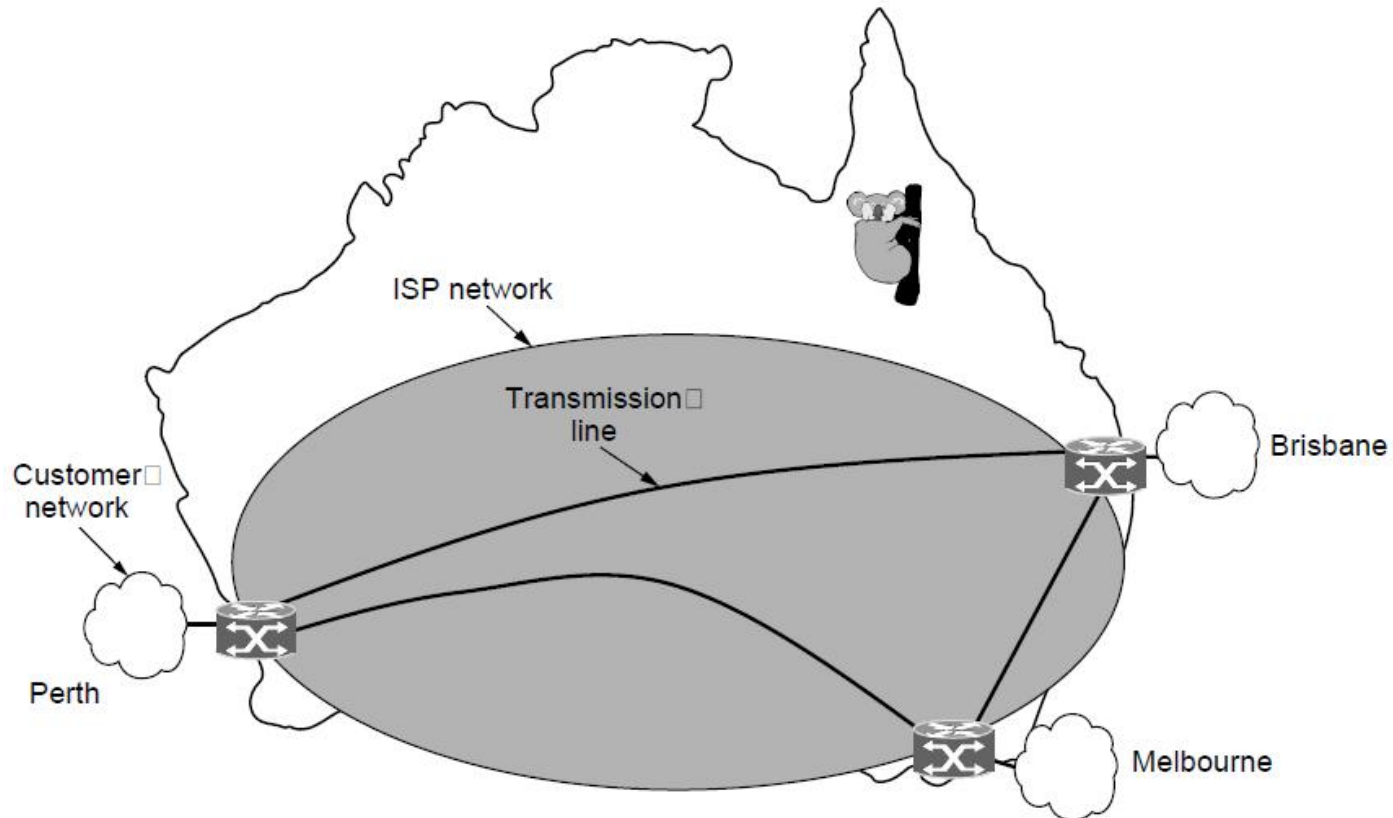 ISP network
Transmission□
line
Customer□
network
Brisbane
Perth
Melbourne